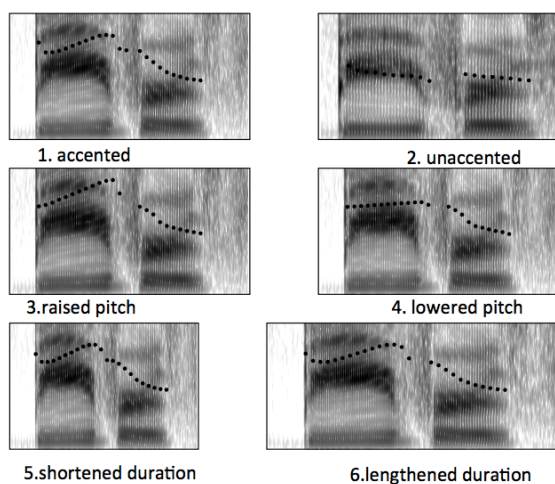 1. accented
2. unaccented
3.raised pitch
4. lowered pitch
5.shortened duration
6.lengthened duration